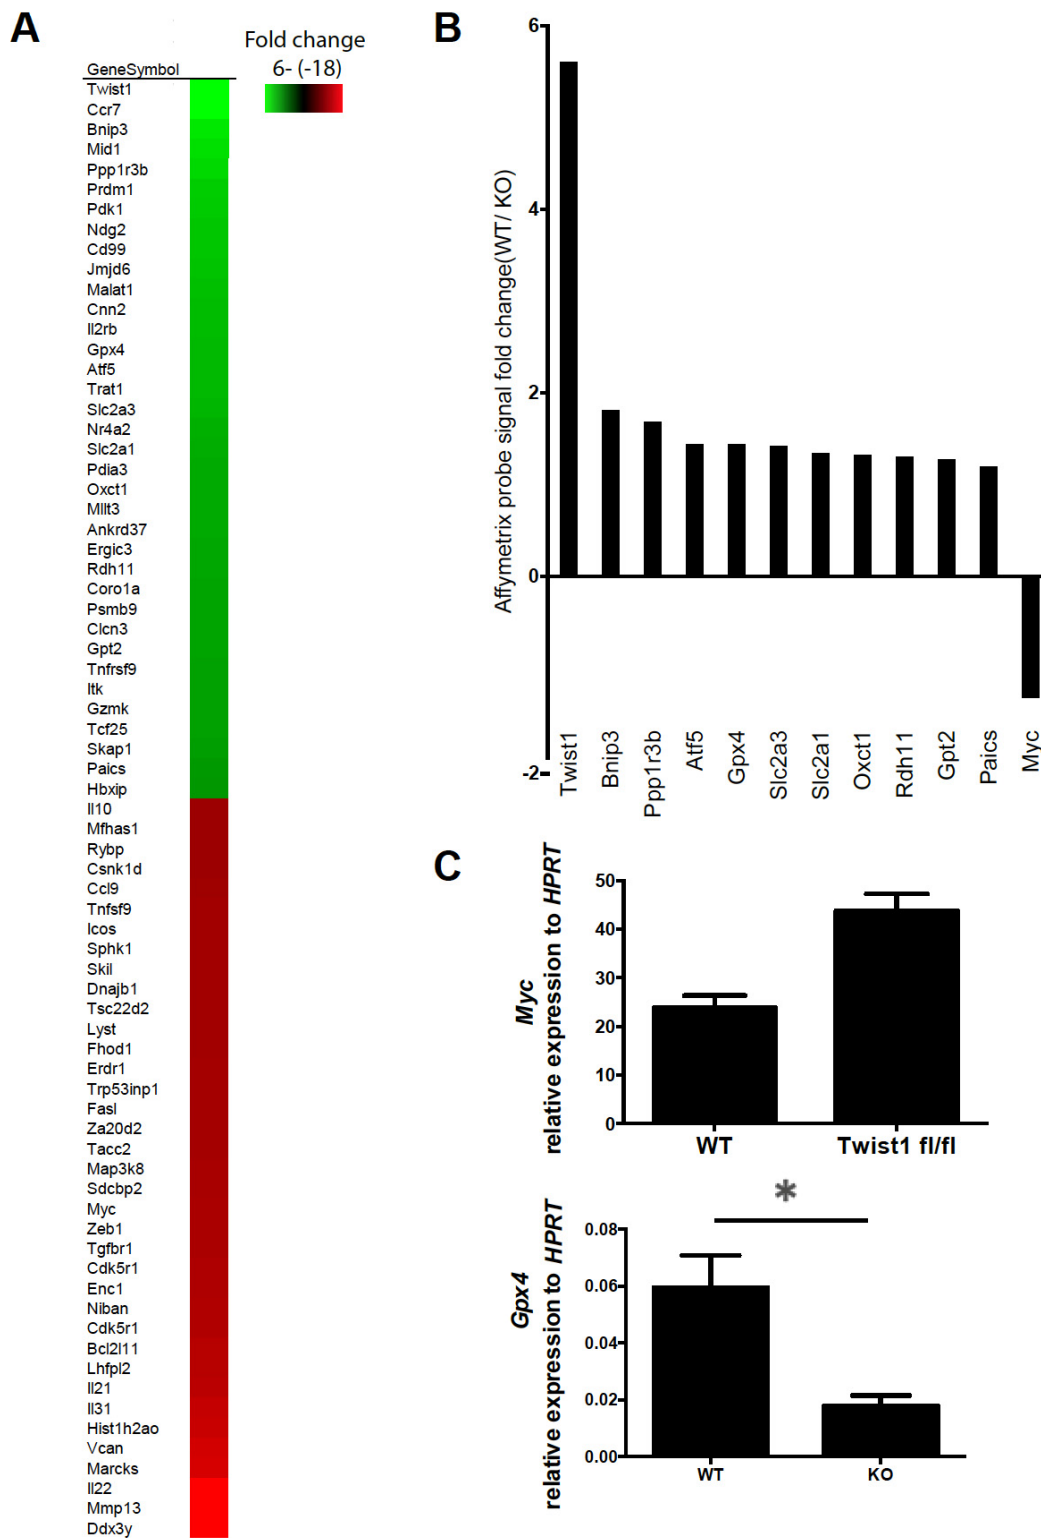 A
Fold change
6- (-18)
GeneSymbol
Twist1
Ccr7
Bnip3
Mid1
Ppp1r3b
Prdm1
Pdk1
Ndg2
Cd99
Jmjd6
Malat1
Cnn2
Il2rb
Gpx4
Atf5
Trat1
Slc2a3
Nr4a2
Slc2a1
Pdia3
Oxct1
Mllt3
Ankrd37
Ergic3
Rdh11
Coro1a
Psmb9
Clcn3
Gpt2
Tnfrsf9
Itk
Gzmk
Tcf25
Skap1
Paics
Hbxip
Il10
Mfhas1
Rybp
Csnk1d
Ccl9
Tnfsf9
Icos
Sphk1
Skil
Dnajb1
Tsc22d2
Lyst
Fhod1
Erdr1
Trp53inp1
Fasl
Za20d2
Tacc2
Map3k8
Sdcbp2
Myc
Zeb1
Tgfbr1
Cdk5r1
Enc1
Niban
Cdk5r1
Bcl2l11
Lhfpl2
Il21
Il31
Hist1h2ao
Vcan
Marcks
Il22
Mmp13
Ddx3y
B
Affymetrix probe signal fold change(WT/ KO)
6
4
2
0
-2
Twist1
Bnip3
Ppp1r3b
Atf5
Gpx4
Slc2a3
Slc2a1
Oxct1
Rdh11
Gpt2
Paics
Myc
C
Myc
relative expression to HPRT
50
40
30
20
10
0
WT
Twist1 fl/fl
*
Gpx4
relative expression to HPRT
0.08
0.06
0.04
0.02
0.00
WT
KO